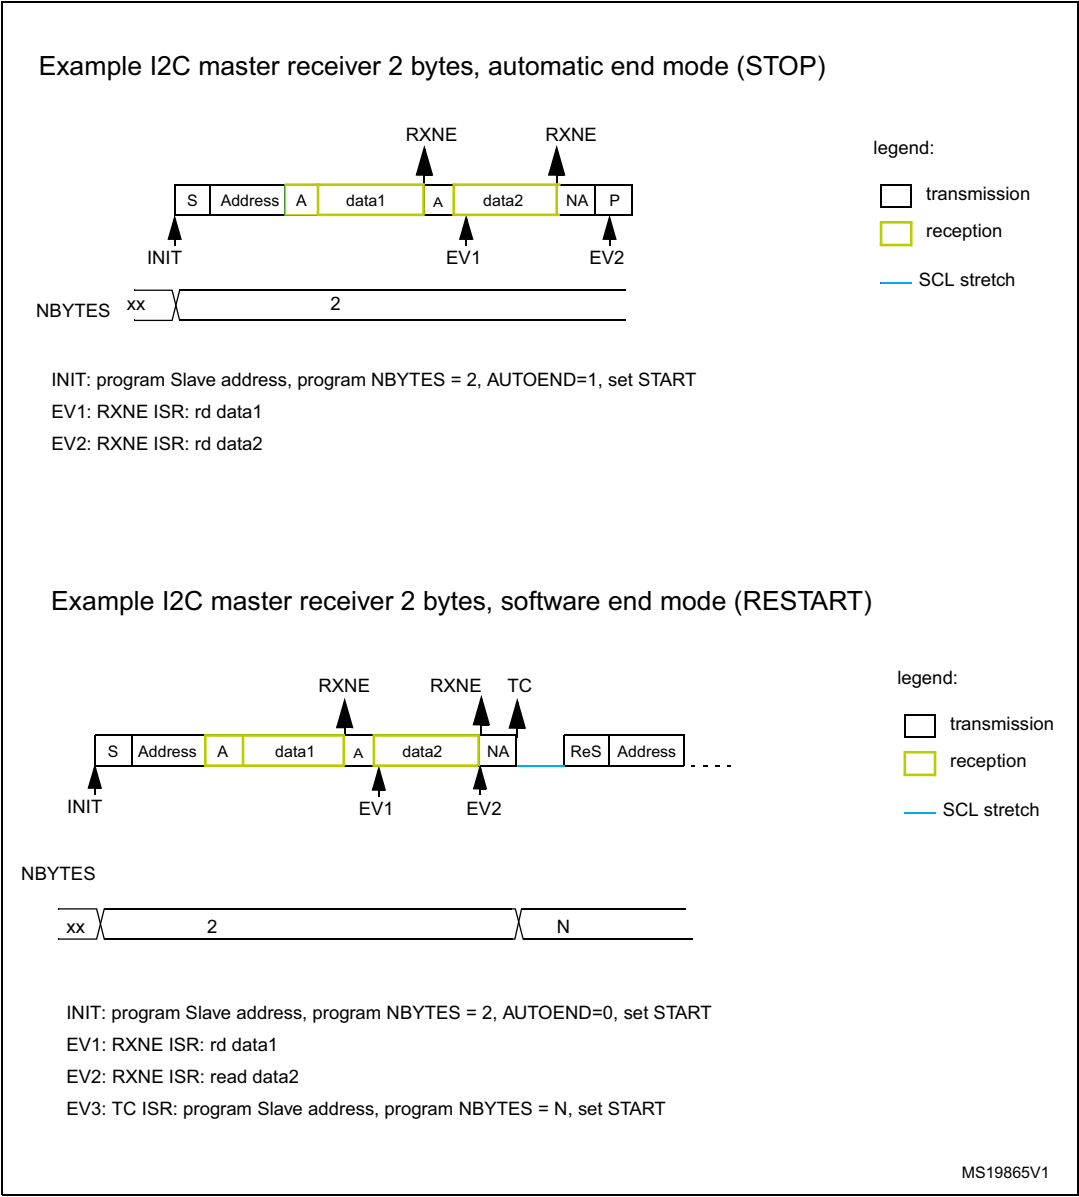 Example I2C master receiver 2 bytes, automatic end mode (STOP)
RXNE RXNE
legend:
transmission
reception
SCL stretch
S Address A data1 A data2 NA P
INIT EV1 EV2
NBYTES xx 2
INIT: program Slave address, program NBYTES = 2, AUTOEND=1, set START
EV1: RXNE ISR: rd data1
EV2: RXNE ISR: rd data2
Example I2C master receiver 2 bytes, software end mode (RESTART)
RXNE RXNE TC
legend:
transmission
reception
SCL stretch
S Address A data1 A data2 NA ReS Address
INIT EV1 EV2
NBYTES
xx 2 N
INIT: program Slave address, program NBYTES = 2, AUTOEND=0, set START
EV1: RXNE ISR: rd data1
EV2: RXNE ISR: read data2
EV3: TC ISR: program Slave address, program NBYTES = N, set START
MS19865V1